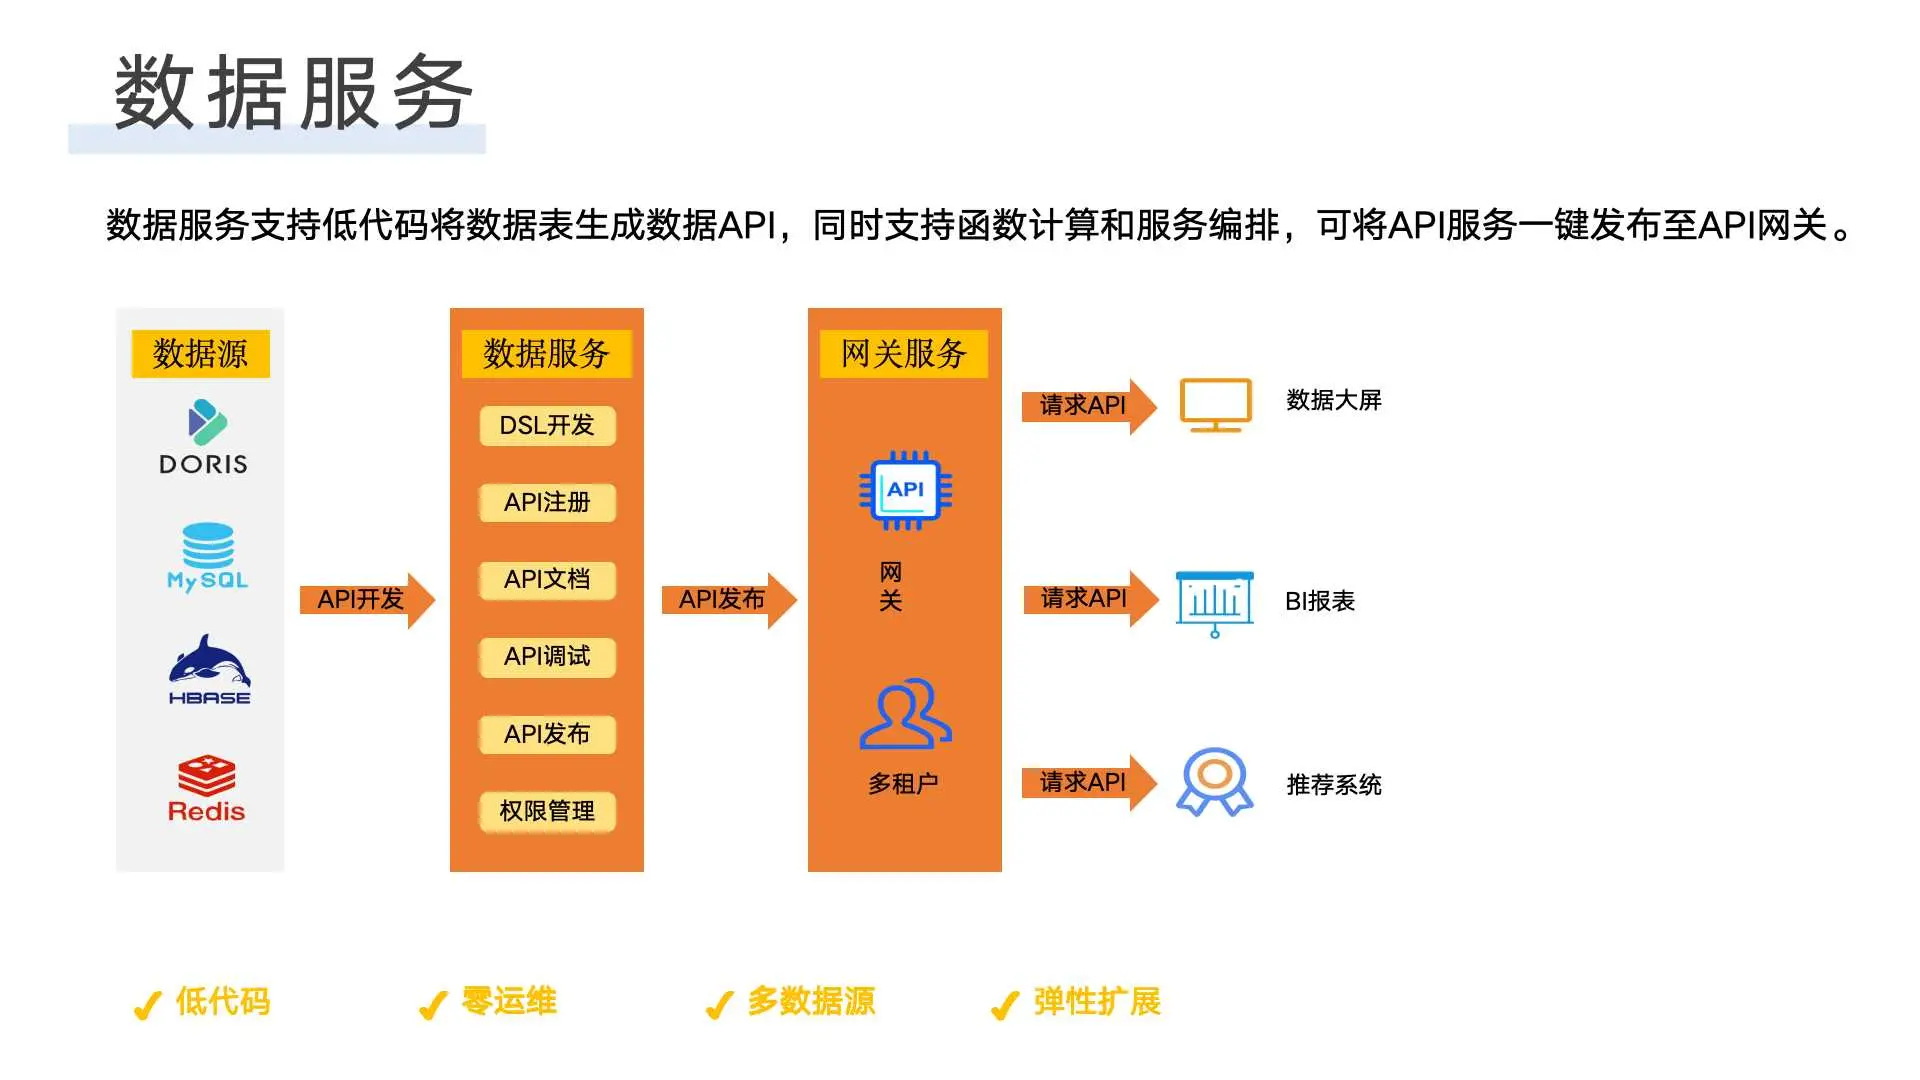 数据服务
数据服务支持低代码将数据表生成数据API，同时支持函数计算和服务编排，可将API服务一键发布至API网关。
数据源
DORIS
MySQL
HBASE
Redis
API开发
数据服务
DSL开发
API注册
API文档
API调试
API发布
权限管理
API发布
网关服务
API
网
关
多租户
请求API
数据大屏
请求API
BI报表
请求API
推荐系统
✔ 低代码
✔ 零运维
✔ 多数据源
✔ 弹性扩展